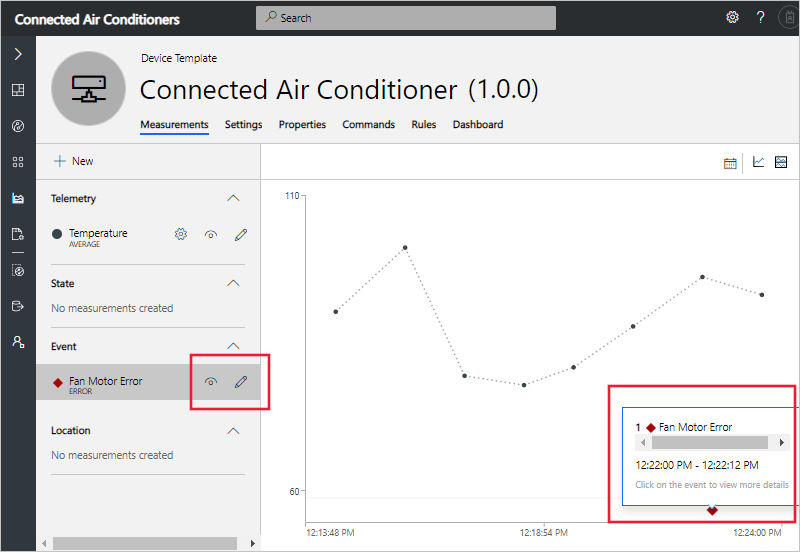 Connected Air Conditioners
Search
?
Device Template
Connected Air Conditioner (1.0.0)
Measurements Settings Properties Commands Rules Dashboard
New
Telemetry
Temperature
AVERAGE
State
No measurements created
Event
Fan Motor Error
ERROR
Location
No measurements created
110
60
12:13:48 PM 12:18:54 PM 12:24:00 PM
1 Fan Motor Error
12:22:00 PM - 12:22:12 PM
Click on the event to view more details